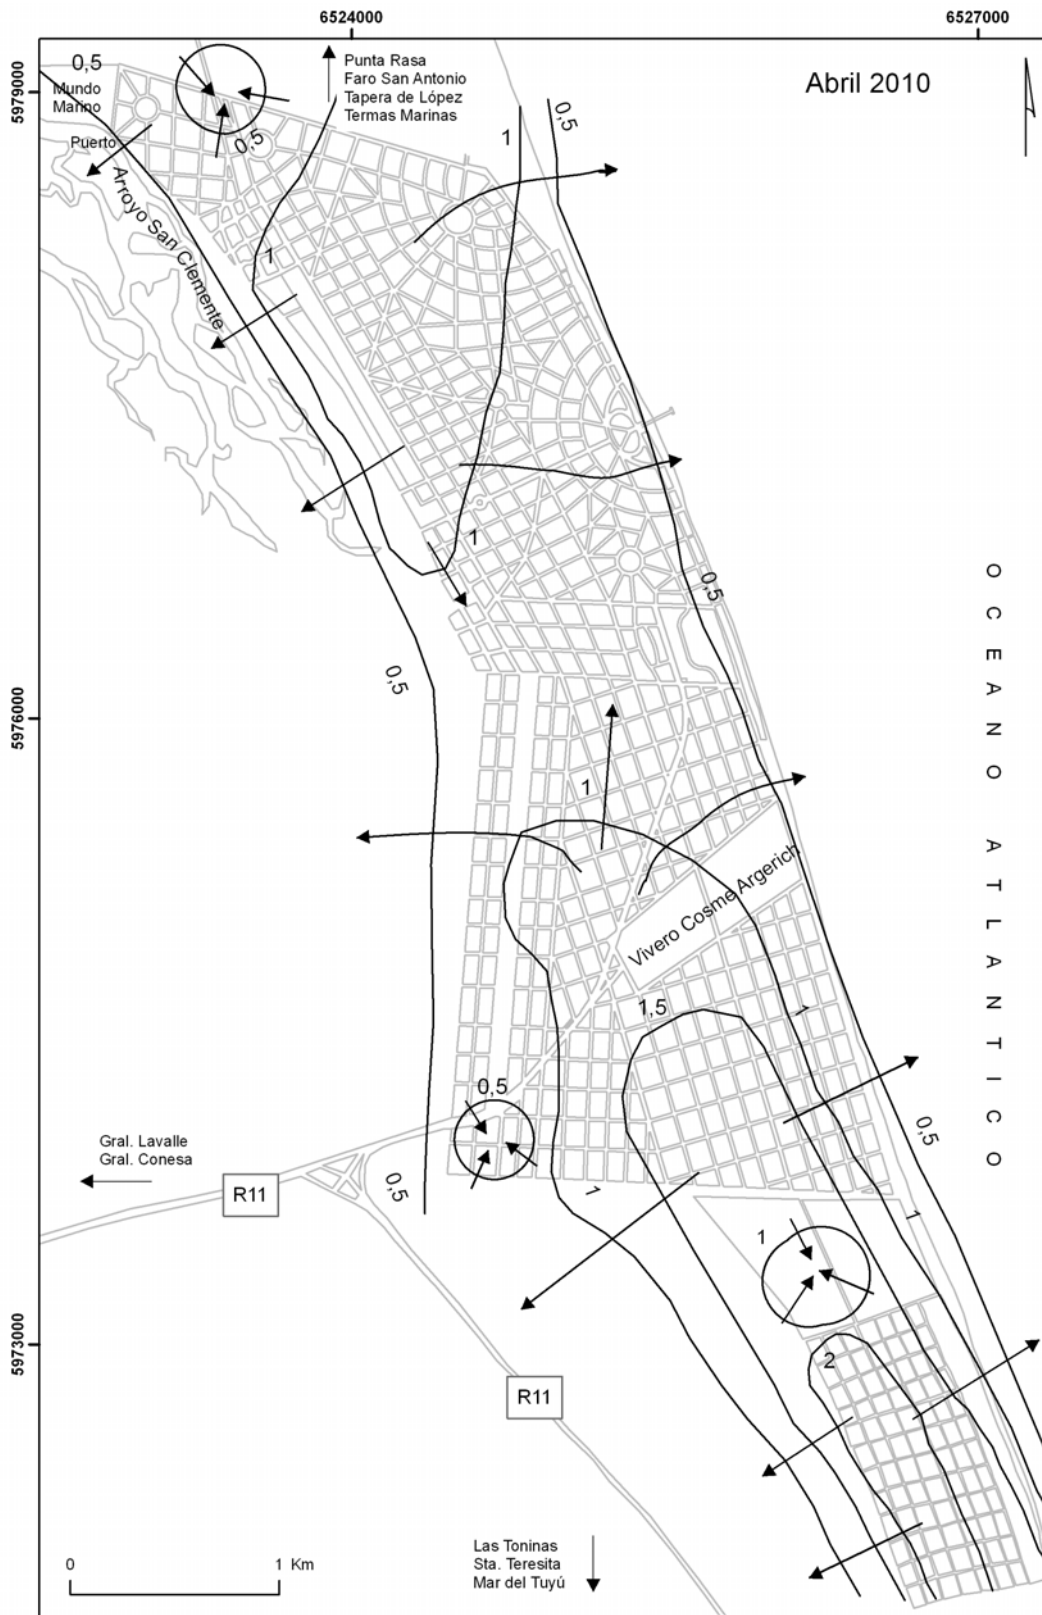 6524000
6527000
5979000
5976000
5973000
Abril 2010
Punta Rasa
Faro San Antonio
Tapera de López
Termas Marinas
0,5
Mundo
Marino
Puerto
0,5
1
0,5
Arroyo San Clemente
1
1
0,5
0,5
1
OCEANO ATLANTICO
Vivero Cosme Argerich
1,5
1
0,5
0,5
Gral. Lavalle
Gral. Conesa
R11
0,5
1
1
1
2
R11
0
1 Km
Las Toninas
Sta. Teresita
Mar del Tuyú